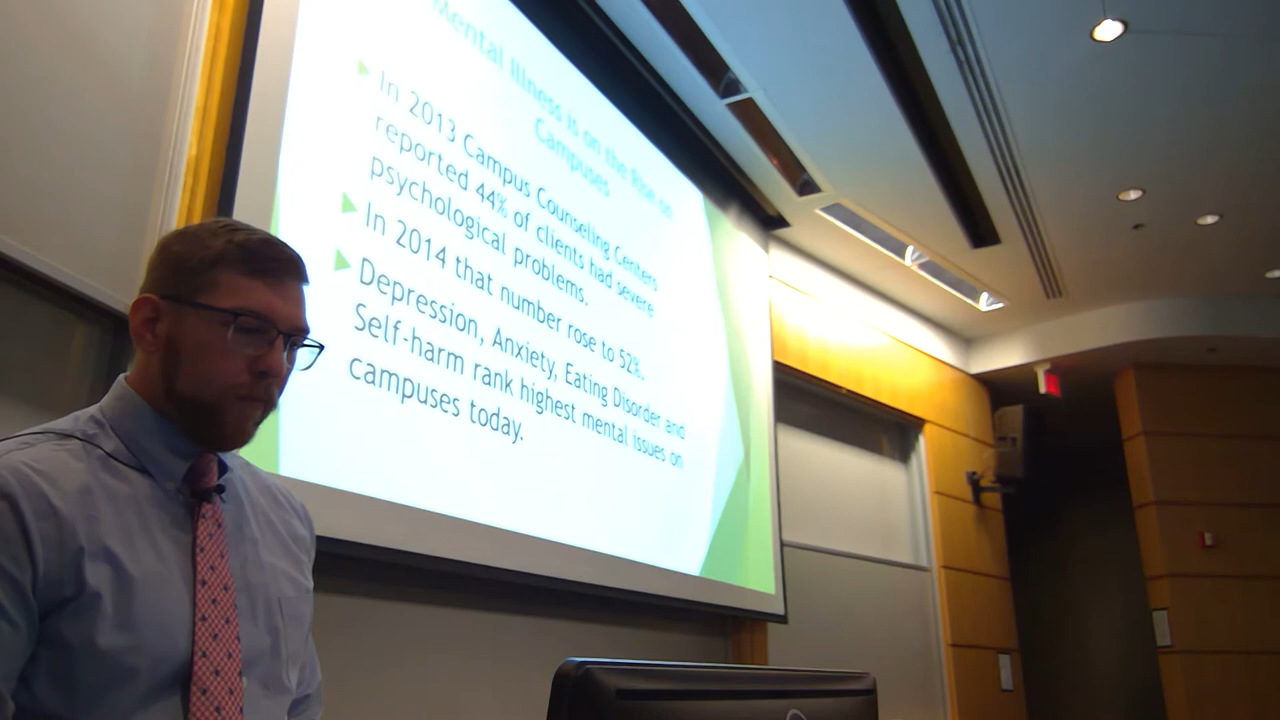 Mental Illness is on the Rise on
Campuses
In 2013 Campus Counseling Centers
reported 44% of clients had severe
psychological problems.
In 2014 that number rose to 52%.
Depression, Anxiety, Eating Disorder and
Self-harm rank highest mental issues on
campuses today.